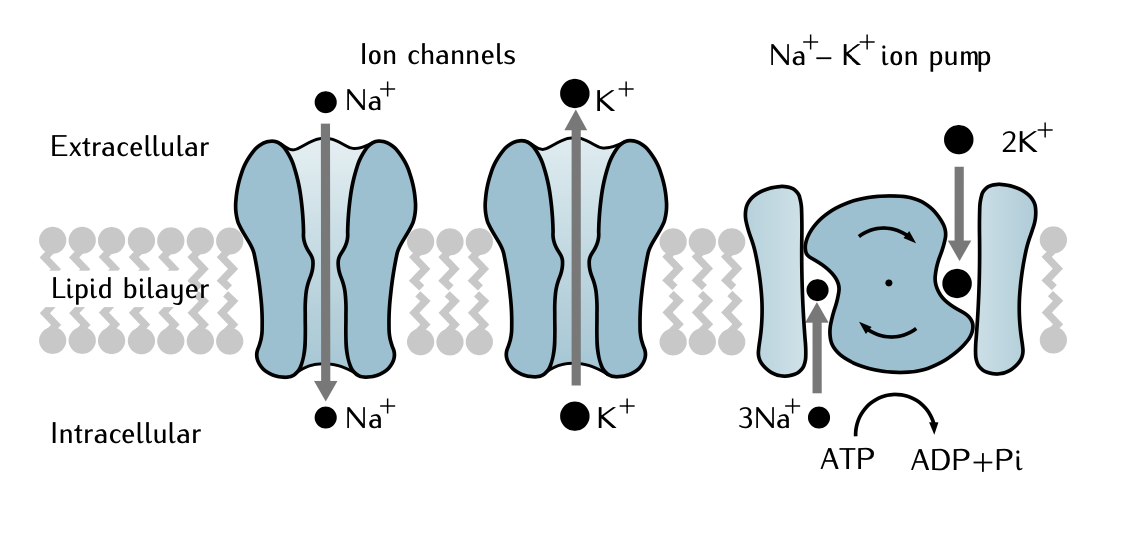 Ion channels
Na⁺– K⁺ ion pump
Na⁺
K⁺
Extracellular
2K⁺
Lipid bilayer
3Na⁺
Na⁺
K⁺
Intracellular
ATP
ADP+Pi